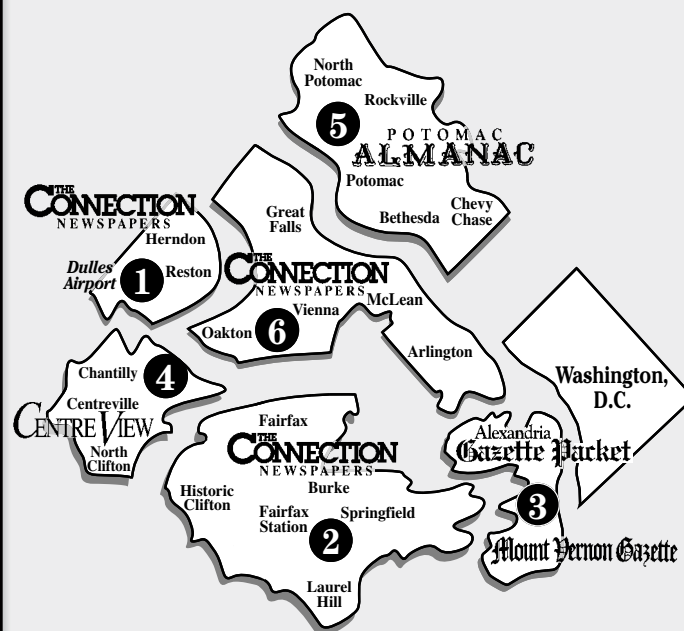 North
Potomac
Rockville
5
POTOMAC
ALMANAC
Potomac
Bethesda
Chevy
Chase
THE
CONNECTION
NEWSPAPERS
Herndon
Dulles
Airport
1
Reston
Great
Falls
THE
CONNECTION
NEWSPAPERS
McLean
Vienna
Oakton
6
Arlington
Washington,
D.C.
Chantilly
4
Centreville
CENTRE VIEW
North
Clifton
Fairfax
THE
CONNECTION
NEWSPAPERS
Burke
Historic
Clifton
Fairfax
Station
Springfield
2
Laurel
Hill
Alexandria
Gazette Packet
3
Mount Vernon Gazette